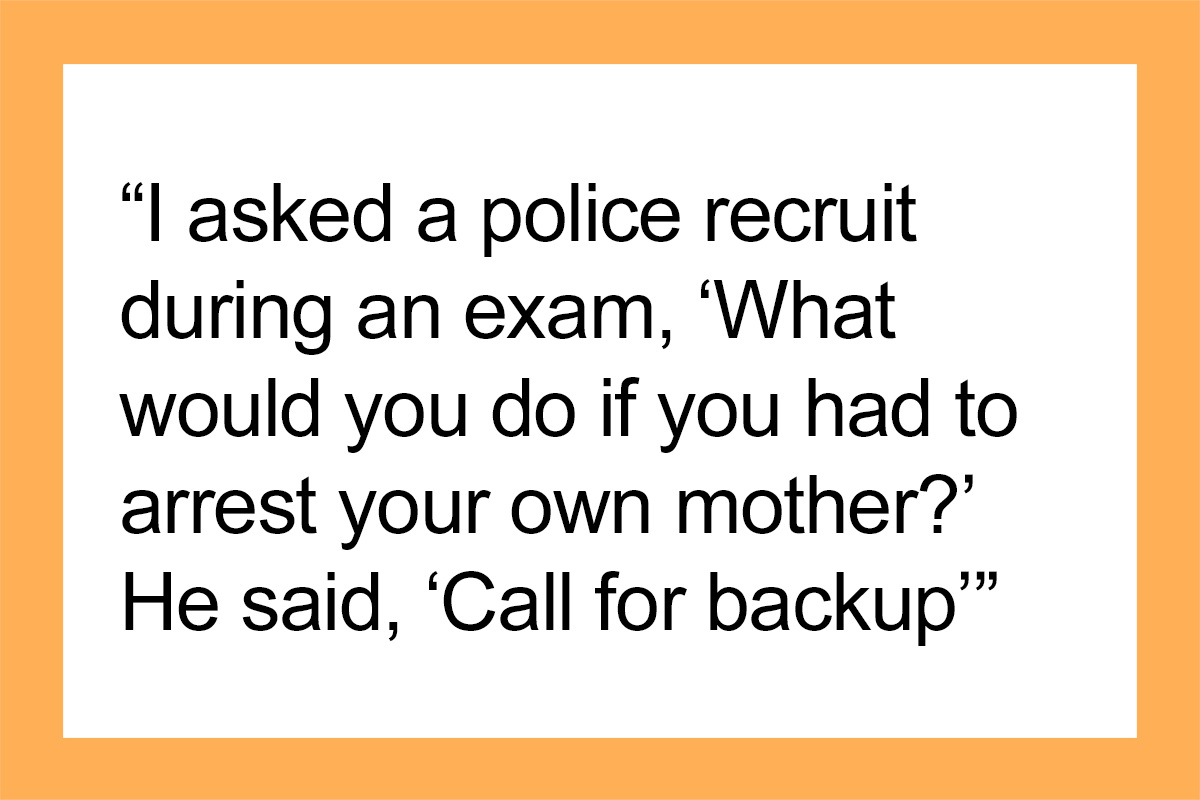 “I asked a police recruit
during an exam, ‘What
would you do if you had to
arrest your own mother?’
He said, ‘Call for backup’”